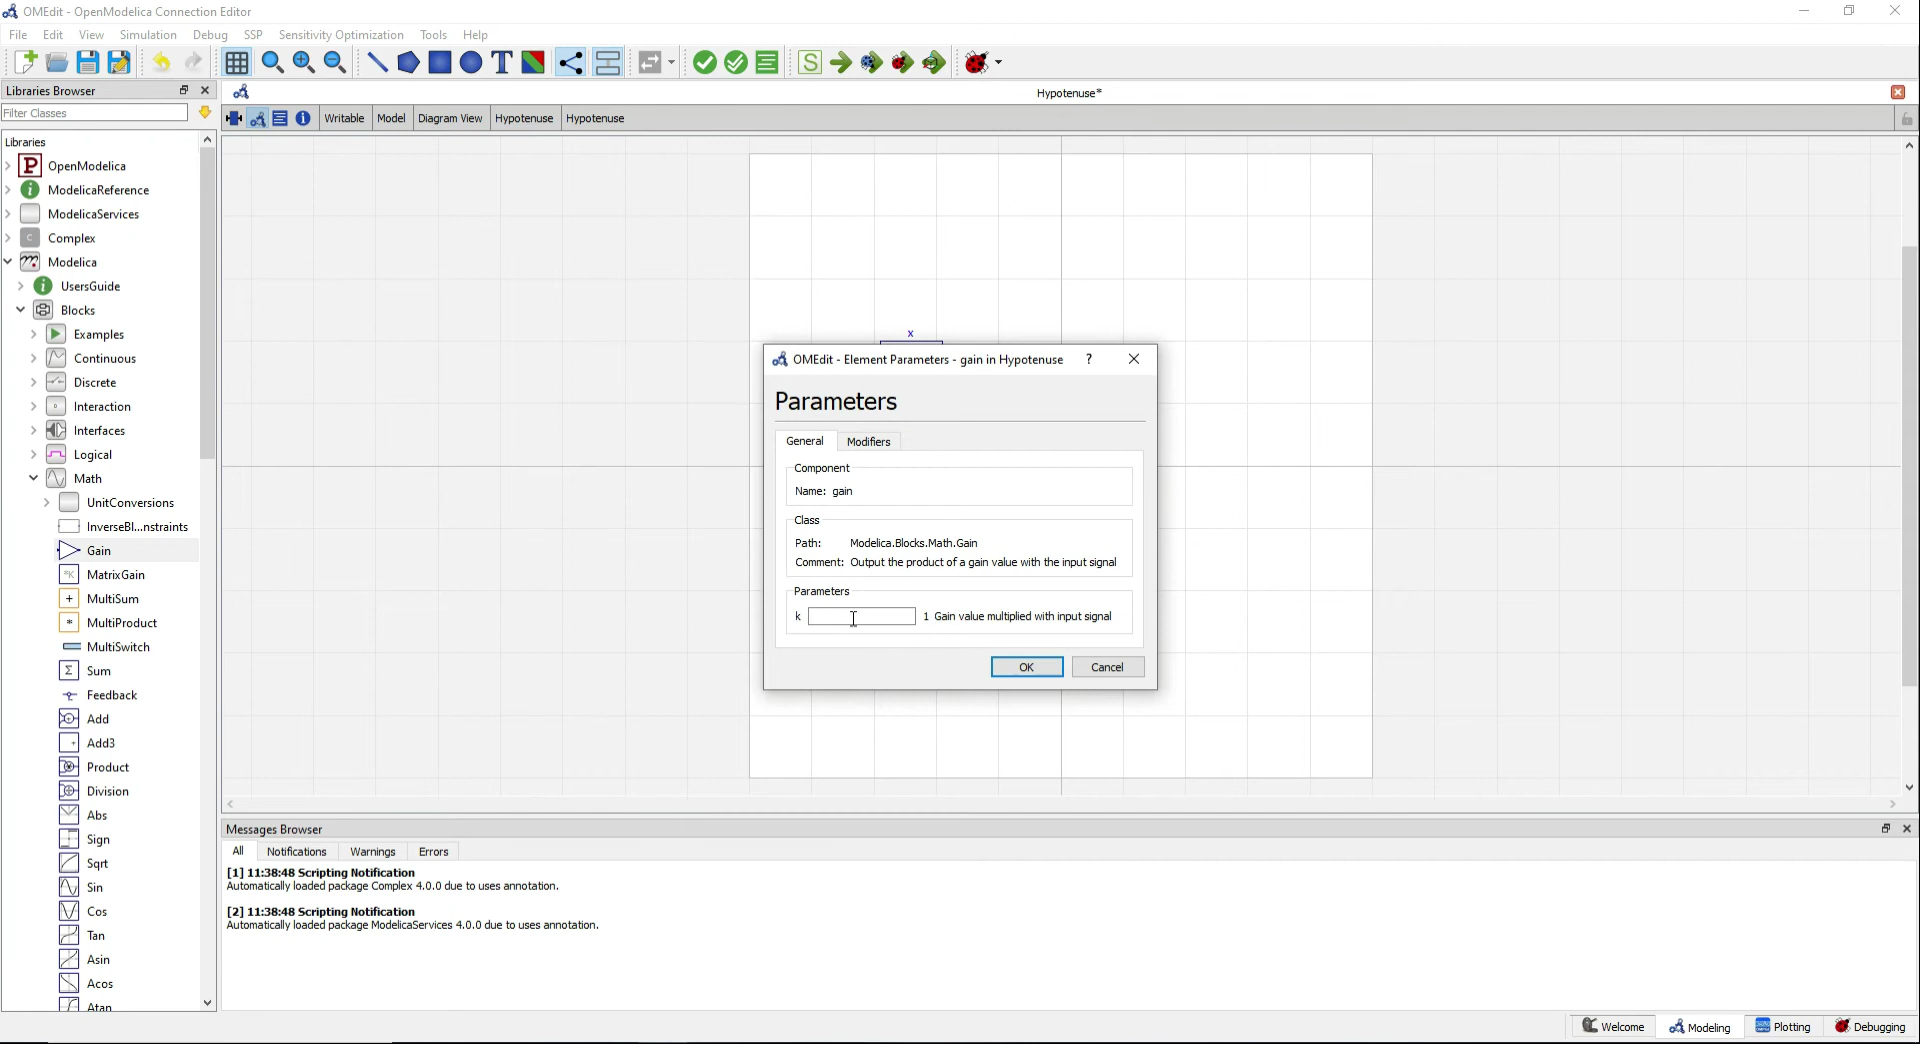 OMEdit - OpenModelica Connection Editor
File Edit View Simulation Debug SSP Sensitivity Optimization Tools Help
Libraries Browser
Filter Classes
Libraries
P OpenModelica
i ModelicaReference
ModelicaServices
C Complex
Modelica
i UsersGuide
Blocks
Examples
Continuous
Discrete
Interaction
Interfaces
Logical
Math
UnitConversions
InverseBl...nstraints
Gain
*K MatrixGain
+ MultiSum
* MultiProduct
MultiSwitch
Σ Sum
Feedback
Add
+ Add3
Product
Division
Abs
Sign
Sqrt
Sin
Cos
Tan
Asin
Acos
Atan
Hypotenuse*
Writable Model Diagram View Hypotenuse Hypotenuse
x
OMEdit - Element Parameters - gain in Hypotenuse ?
Parameters
General Modifiers
Component
Name: gain
Class
Path: Modelica.Blocks.Math.Gain
Comment: Output the product of a gain value with the input signal
Parameters
k 1 Gain value multiplied with input signal
OK Cancel
Messages Browser
All Notifications Warnings Errors
[1] 11:38:48 Scripting Notification
Automatically loaded package Complex 4.0.0 due to uses annotation.
[2] 11:38:48 Scripting Notification
Automatically loaded package ModelicaServices 4.0.0 due to uses annotation.
Welcome Modeling Plotting Debugging